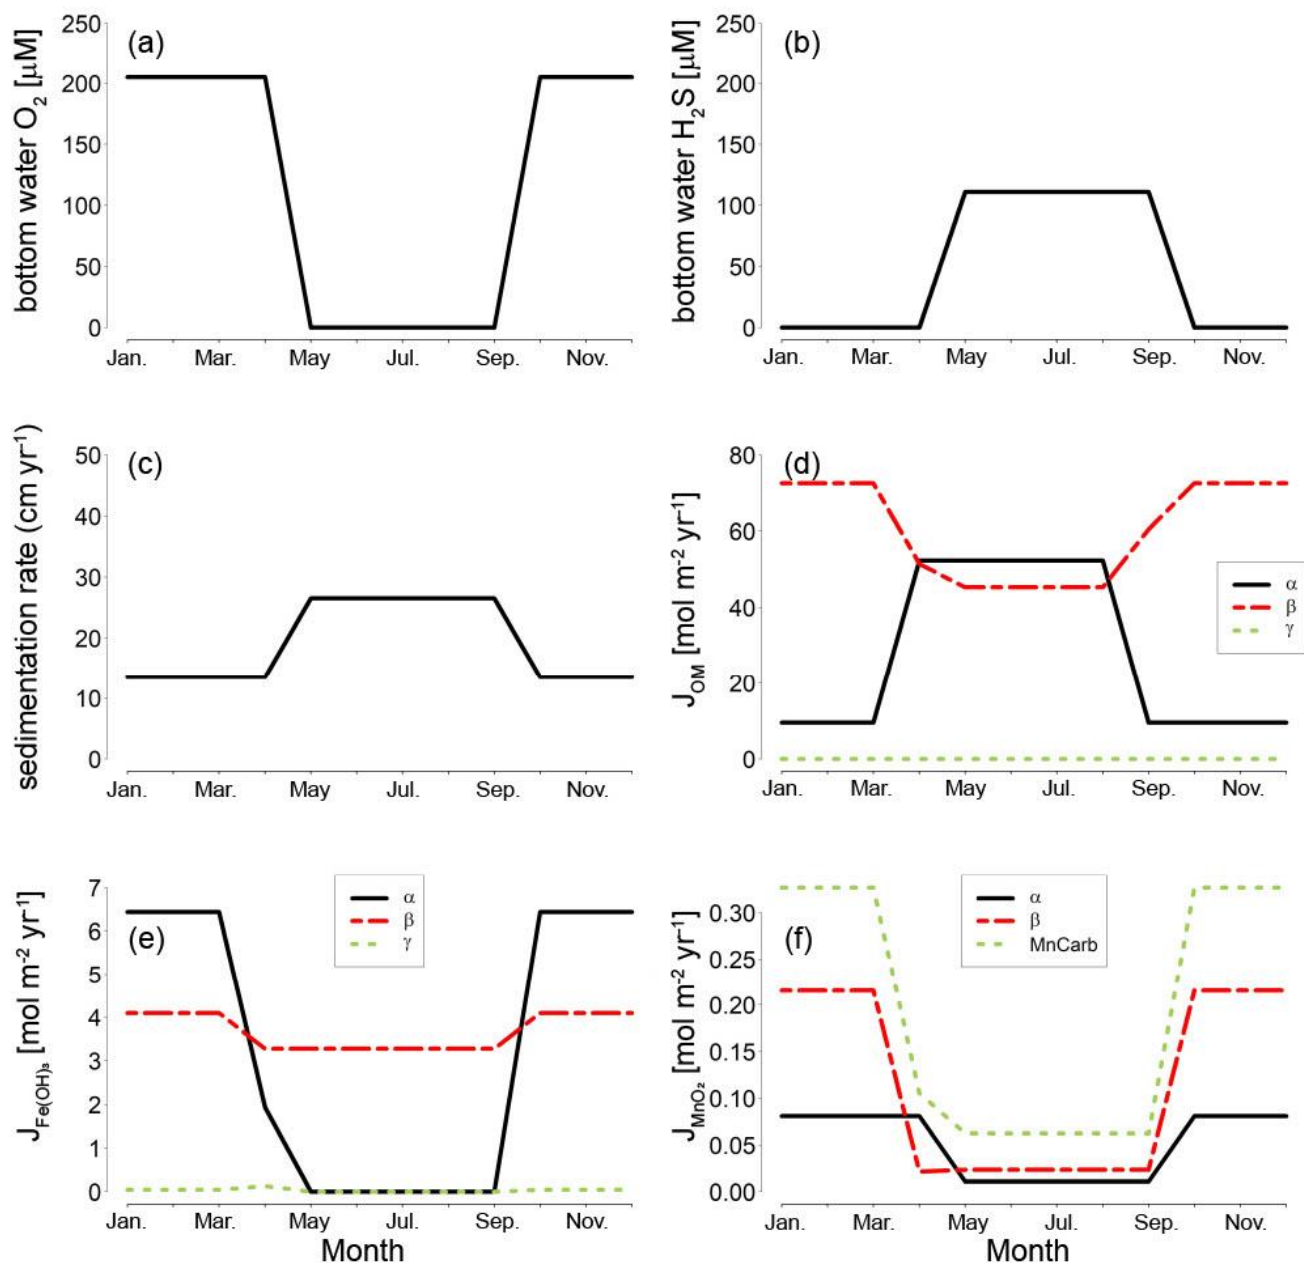 (a)
bottom water O₂ [μM]
250
200
150
100
50
0
Jan. Mar. May Jul. Sep. Nov.
(b)
bottom water H₂S [μM]
250
200
150
100
50
0
Jan. Mar. May Jul. Sep. Nov.
(c)
sedimentation rate (cm yr⁻¹)
50
40
30
20
10
0
Jan. Mar. May Jul. Sep. Nov.
(d)
J_OM [mol m⁻² yr⁻¹]
80
60
40
20
0
α
β
γ
Jan. Mar. May Jul. Sep. Nov.
(e)
J_Fe(OH)₃ [mol m⁻² yr⁻¹]
7
6
5
4
3
2
1
0
α
β
γ
Jan. Mar. May Jul. Sep. Nov.
Month
(f)
J_MnO₂ [mol m⁻² yr⁻¹]
0.30
0.25
0.20
0.15
0.10
0.05
0.00
α
β
MnCarb
Jan. Mar. May Jul. Sep. Nov.
Month